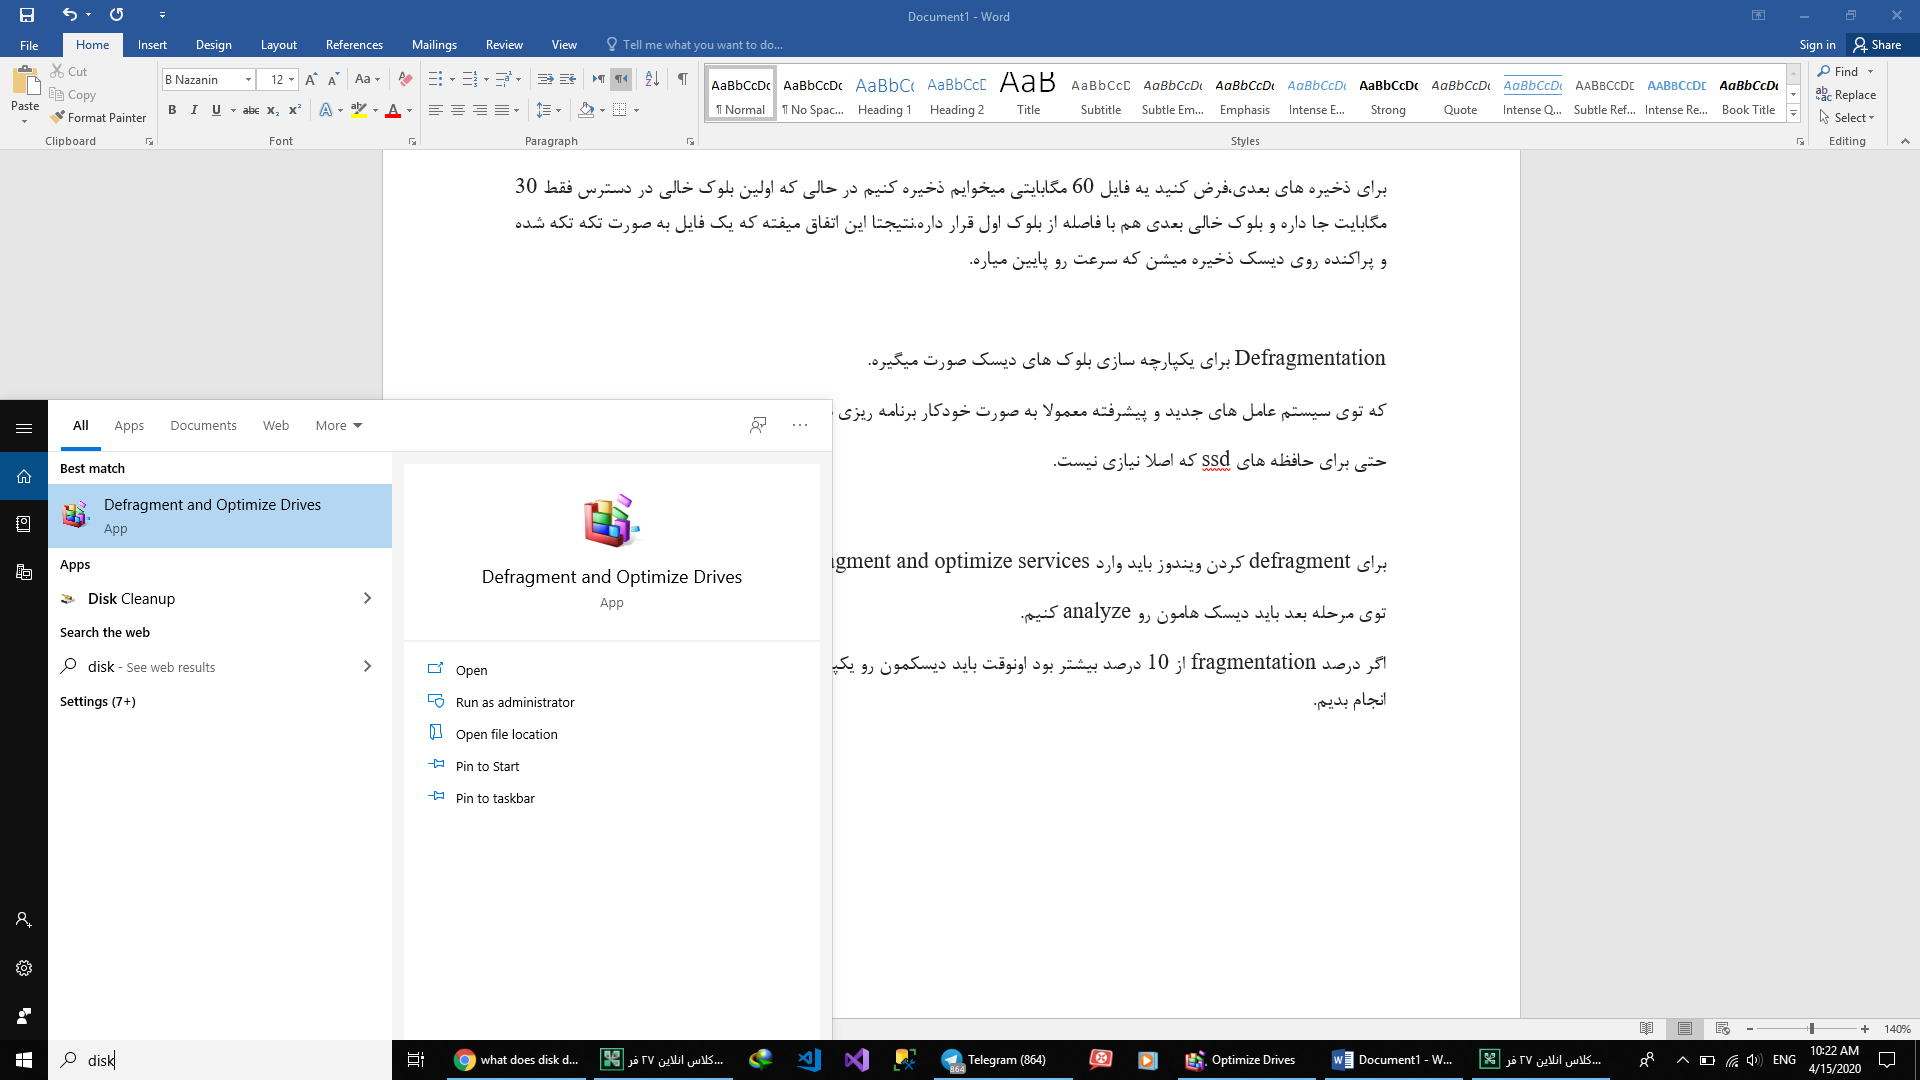 Document1 - Word
File Home Insert Design Layout References Mailings Review View Tell me what you want to do... Sign in Share
Paste
Cut
Copy
Format Painter
Clipboard
B Nazanin 12
Font
Paragraph
AaBbCcDc AaBbCcDc AaBbCc AaBbCcD AaB AaBbCcD AaBbCcDc AaBbCcDc AaBbCcDc AaBbCcDc AaBbCcDc AaBbCcDc AaBbCcDd AaBbCcDd AaBbCcDc
¶ Normal ¶ No Spac... Heading 1 Heading 2 Title Subtitle Subtle Em... Emphasis Intense E... Strong Quote Intense Q... Subtle Ref... Intense Re... Book Title
Styles
Find
Replace
Select
Editing
برای ذخیره های بعدی،فرض کنید یه فایل 60 مگابایتی میخوایم ذخیره کنیم در حالی که اولین بلوک خالی در دسترس فقط 30
مگابایت جا داره و بلوک خالی بعدی هم با فاصله از بلوک اول قرار داره.نتیجتا این اتفاق میفته که یک فایل به صورت تکه تکه شده
و پراکنده روی دیسک ذخیره میشن که سرعت رو پایین میاره.
Defragmentation برای یکپارچه سازی بلوک های دیسک صورت میگیره.
که توی سیستم عامل های جدید و پیشرفته معمولا به صورت خودکار برنامه ریزی
حتی برای حافظه های ssd که اصلا نیازی نیست.
برای defragment کردن ویندوز باید وارد gment and optimize services
توی مرحله بعد باید دیسک هامون رو analyze کنیم.
اگر درصد fragmentation از 10 درصد بیشتر بود اونوقت باید دیسکمون رو یکپ
انجام بدیم.
All Apps Documents Web More
Best match
Defragment and Optimize Drives
App
Apps
Disk Cleanup
Search the web
disk - See web results
Settings (7+)
Defragment and Optimize Drives
App
Open
Run as administrator
Open file location
Pin to Start
Pin to taskbar
140%
disk
what does disk d...
کلاس انلاین ۲۷ فر...
Telegram (864)
864
Optimize Drives
Document1 - W...
کلاس انلاین ۲۷ فر...
ENG
10:22 AM
4/15/2020